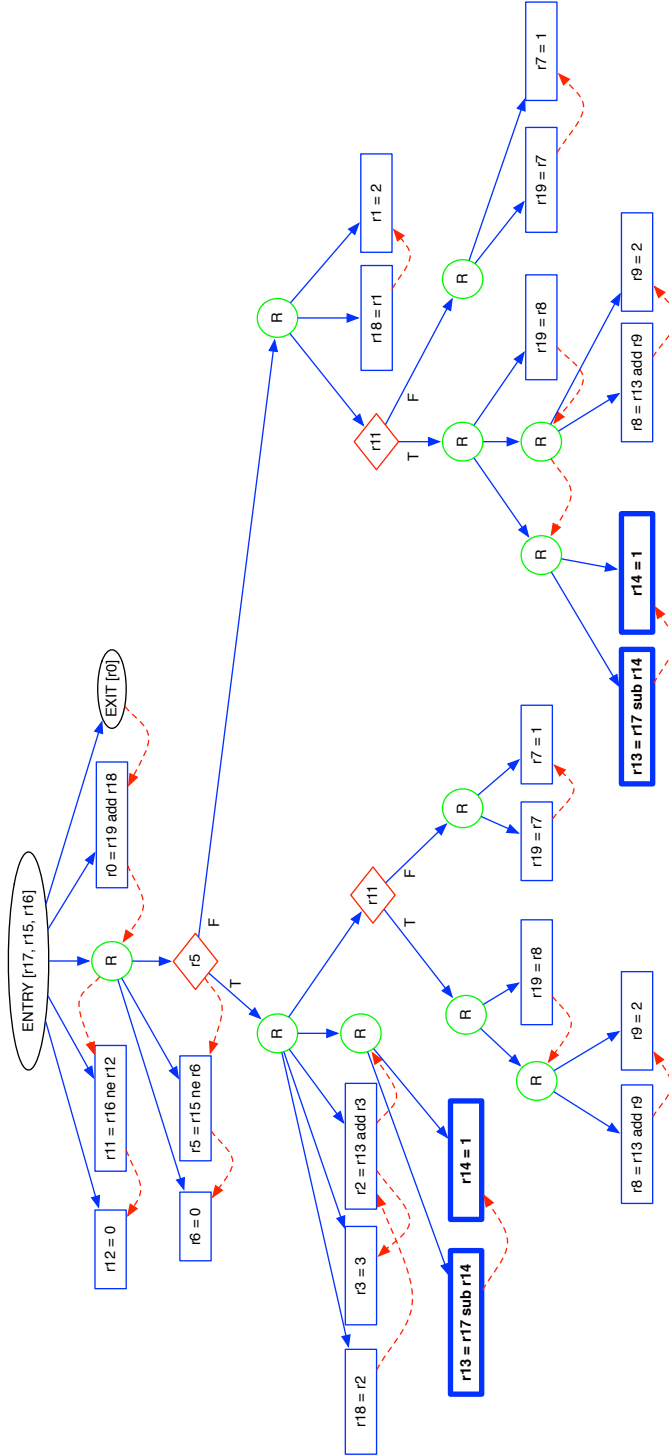 ENTRY [r17, r15, r16]
r12 = 0
r11 = r16 ne r12
R
r0 = r19 add r18
EXIT [r0]
r6 = 0
r5 = r15 ne r6
r5
T
F
R
R
r18 = r2
r3 = 3
r2 = r13 add r3
R
r11
r18 = r1
r1 = 2
r11
T
F
T
F
r13 = r17 sub r14
r14 = 1
R
R
R
R
r19 = r8
R
r19 = r7
r7 = 1
R
R
r19 = r8
r19 = r7
r7 = 1
r8 = r13 add r9
r9 = 2
r13 = r17 sub r14
r14 = 1
r8 = r13 add r9
r9 = 2